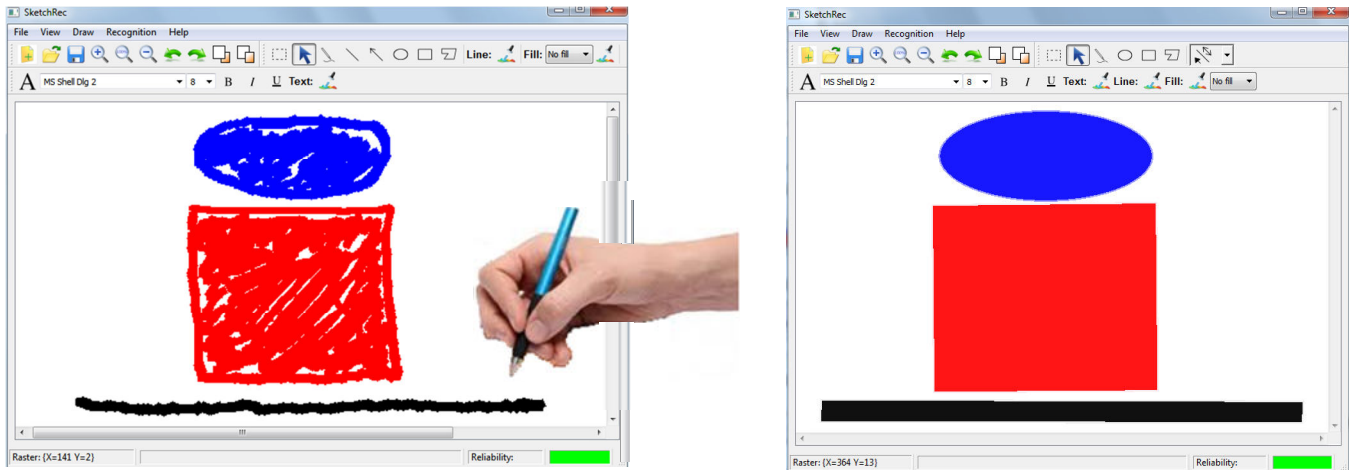 SketchRec
File View Draw Recognition Help
Line: Fill: No fill
A MS Shell Dlg 2 8 B I U Text:
Raster: {X=141 Y=2} Reliability:
SketchRec
File View Draw Recognition Help
A MS Shell Dlg 2 8 B I U Text: Line: Fill: No fill
Raster: {X=364 Y=13} Reliability: